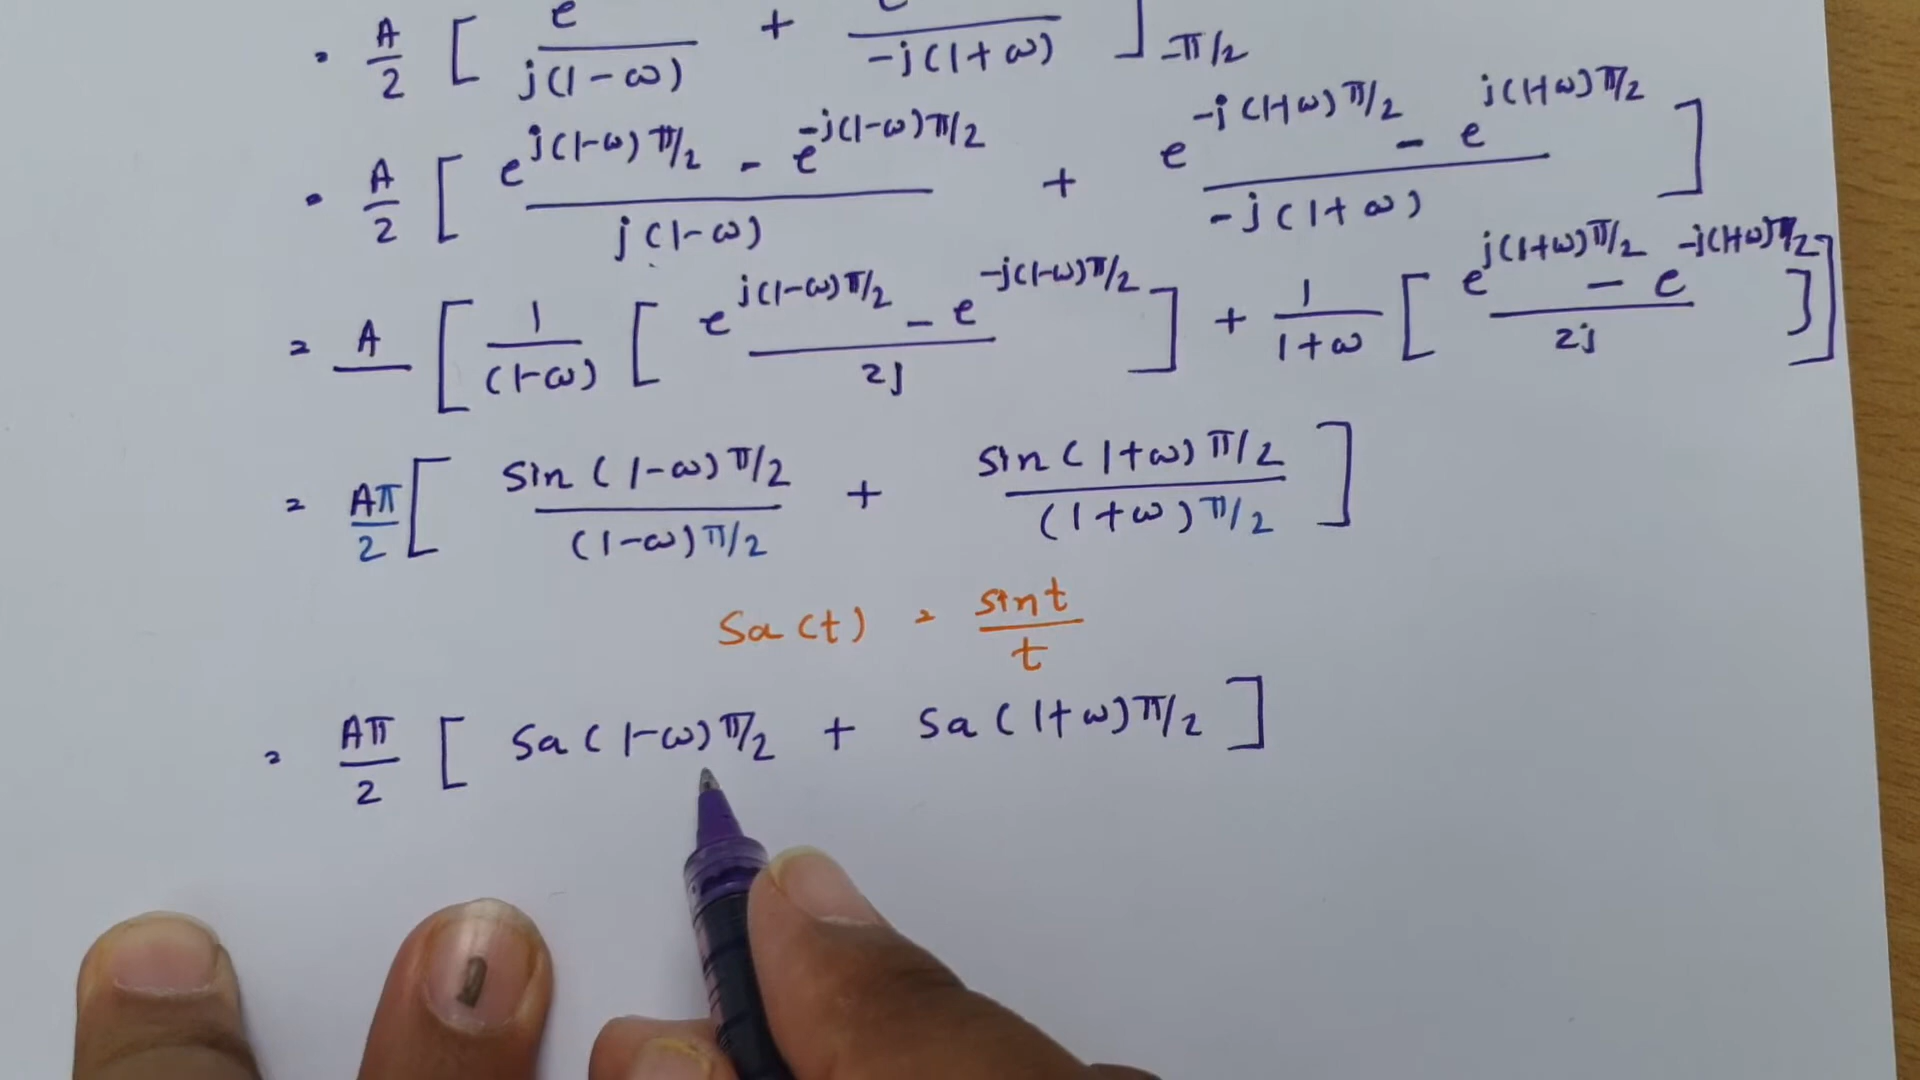 = A/2 [ e / j(1-ω) + e / -j(1+ω) ]_-π/2
= A/2 [ e^j(1-ω)π/2 - e^-j(1-ω)π/2 / j(1-ω) + e^-j(1+ω)π/2 - e^j(1+ω)π/2 / -j(1+ω) ]
= A [ 1/(1-ω) [ e^j(1-ω)π/2 - e^-j(1-ω)π/2 / 2j ] + 1/1+ω [ e^j(1+ω)π/2 - e^-j(1+ω)π/2 / 2j ] ]
= Aπ/2 [ sin(1-ω)π/2 / (1-ω)π/2 + sin(1+ω)π/2 / (1+ω)π/2 ]
Sa(t) = sint / t
= Aπ/2 [ Sa(1-ω)π/2 + Sa(1+ω)π/2 ]